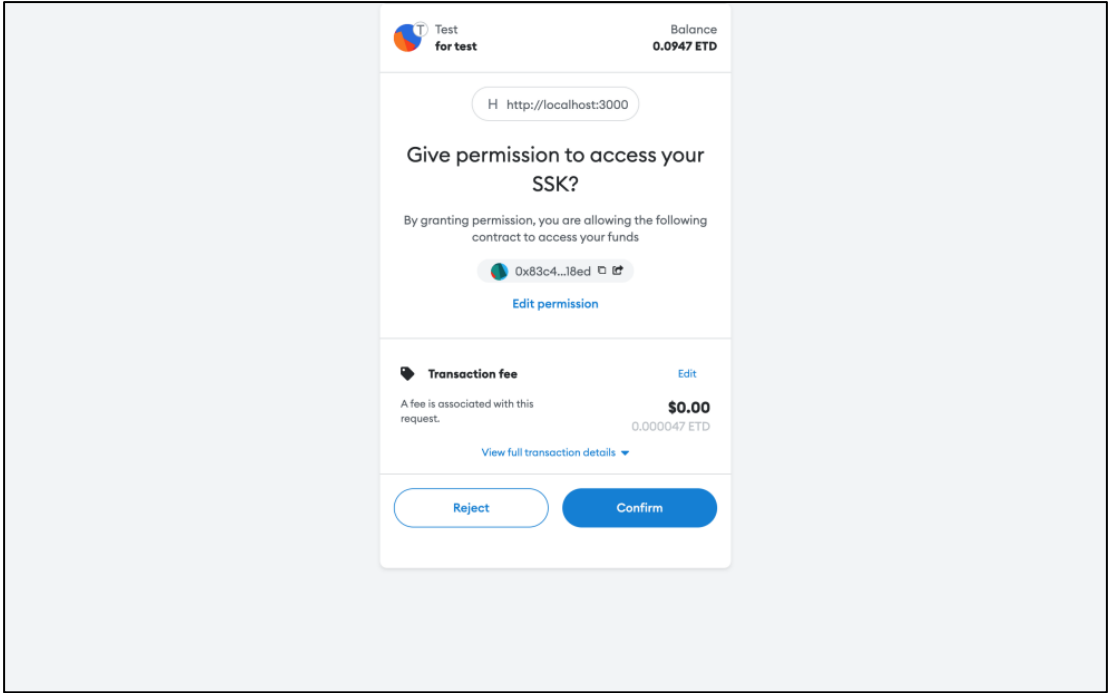 T Test
for test
Balance
0.0947 ETD
H http://localhost:3000
Give permission to access your
SSK?
By granting permission, you are allowing the following
contract to access your funds
0x83c4...18ed
Edit permission
Transaction fee
Edit
A fee is associated with this
request.
$0.00
0.000047 ETD
View full transaction details
Reject
Confirm